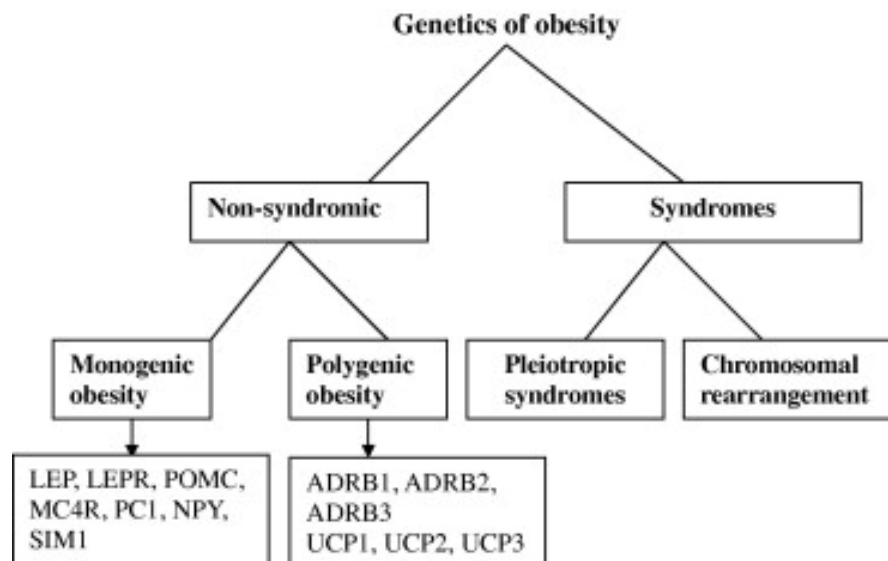 Genetics of obesity
Non-syndromic
Syndromes
Monogenic
obesity
Polygenic
obesity
Pleiotropic
syndromes
Chromosomal
rearrangement
LEP, LEPR, POMC,
MC4R, PC1, NPY,
SIM1
ADRB1, ADRB2,
ADRB3
UCP1, UCP2, UCP3